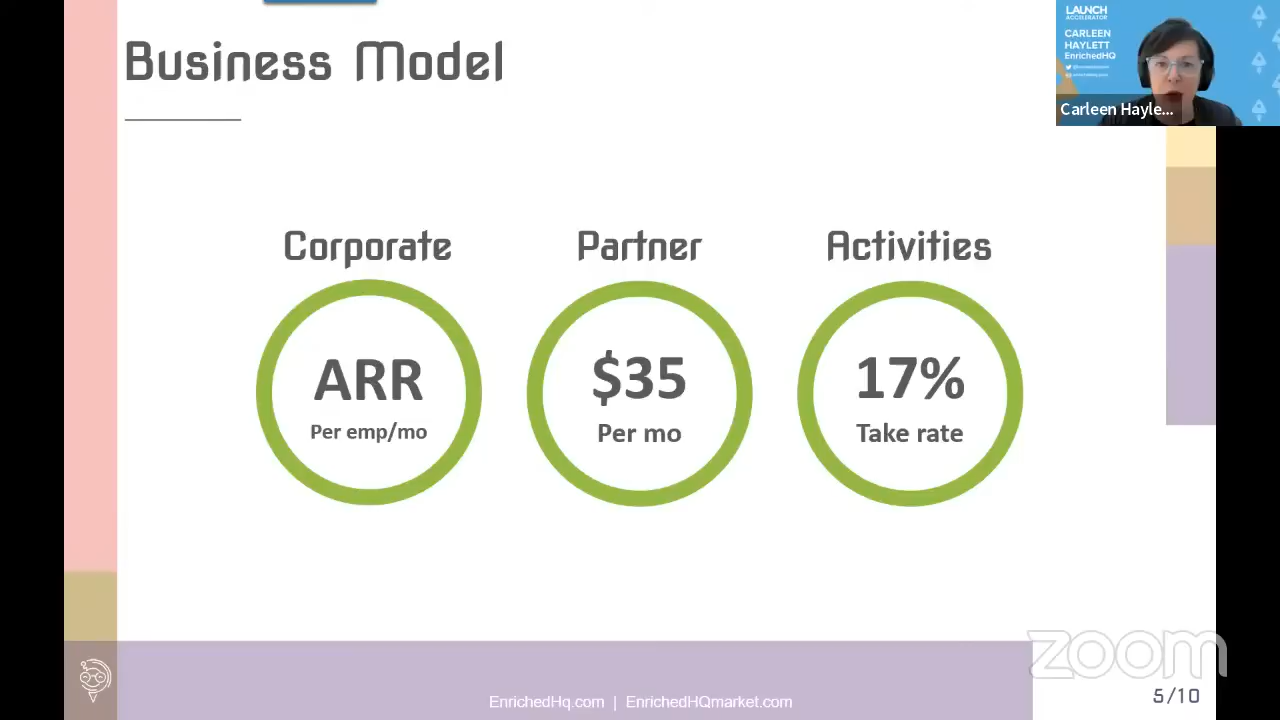 Business Model
LAUNCH
ACCELERATOR
CARLEEN
HAYLETT
EnrichedHQ
Carleen Hayle...
Corporate
Partner
Activities
ARR
Per emp/mo
$35
Per mo
17%
Take rate
zoom
EnrichedHq.com | EnrichedHQmarket.com
5/10